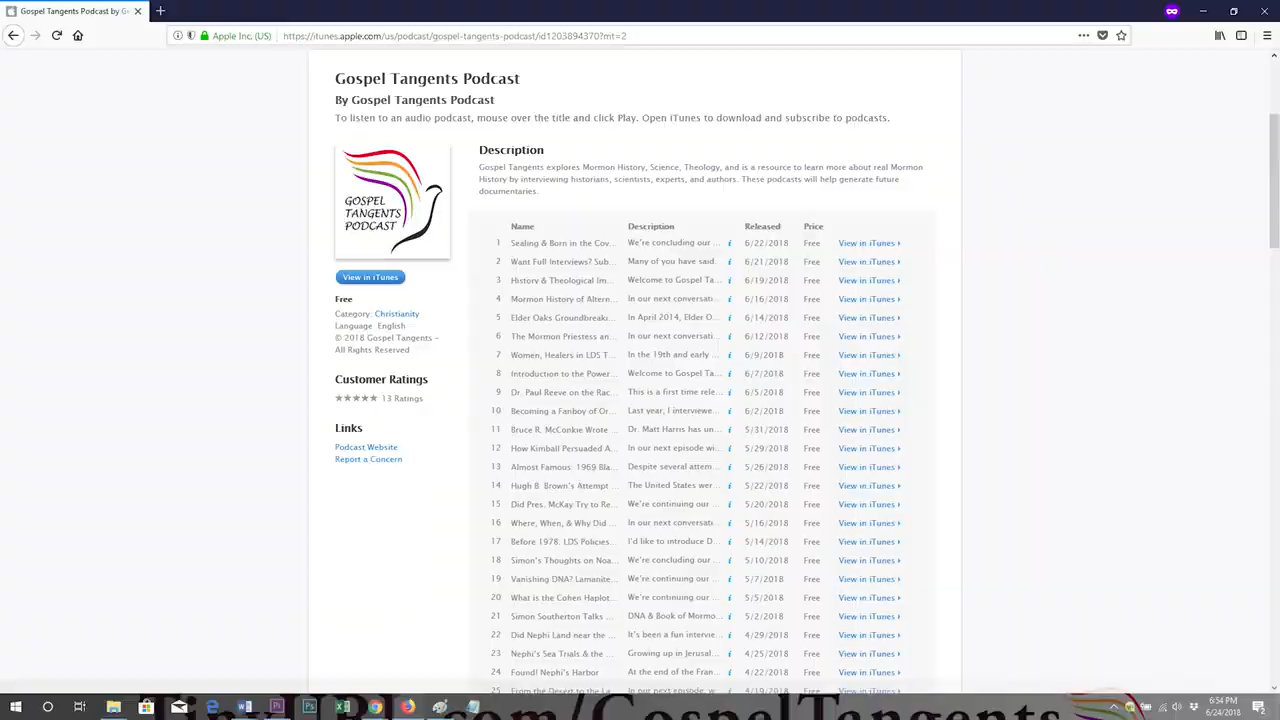 Gospel Tangents Podcast by G
Apple Inc. (US)
https://itunes.apple.com/us/podcast/gospel-tangents-podcast/id1203894370?mt=2
Gospel Tangents Podcast
By Gospel Tangents Podcast
To listen to an audio podcast, mouse over the title and click Play. Open iTunes to download and subscribe to podcasts.
GOSPEL
TANGENTS
PODCAST
View in iTunes
Free
Category: Christianity
Language: English
© 2018 Gospel Tangents –
All Rights Reserved
Customer Ratings
★★★★★ 13 Ratings
Links
Podcast Website
Report a Concern
Description
Gospel Tangents explores Mormon History, Science, Theology, and is a resource to learn more about real Mormon
History by interviewing historians, scientists, experts, and authors. These podcasts will help generate future
documentaries.
Name Description Released Price
1 Sealing & Born in the Cov... We're concluding our ... i 6/22/2018 Free View in iTunes
2 Want Full Interviews? Sub... Many of you have said... i 6/21/2018 Free View in iTunes
3 History & Theological Im... Welcome to Gospel Ta... i 6/19/2018 Free View in iTunes
4 Mormon History of Altern... In our next conversati... i 6/16/2018 Free View in iTunes
5 Elder Oaks Groundbreaki... In April 2014, Elder O... i 6/14/2018 Free View in iTunes
6 The Mormon Priestess an... In our next conversati... i 6/12/2018 Free View in iTunes
7 Women, Healers in LDS T... In the 19th and early ... i 6/9/2018 Free View in iTunes
8 Introduction to the Power... Welcome to Gospel Ta... i 6/7/2018 Free View in iTunes
9 Dr. Paul Reeve on the Rac... This is a first time rele... i 6/5/2018 Free View in iTunes
10 Becoming a Fanboy of Or... Last year, I interviewe... i 6/2/2018 Free View in iTunes
11 Bruce R. McConkie Wrote ... Dr. Matt Harris has un... i 5/31/2018 Free View in iTunes
12 How Kimball Persuaded A... In our next episode wi... i 5/29/2018 Free View in iTunes
13 Almost Famous: 1969 Bla... Despite several attem... i 5/26/2018 Free View in iTunes
14 Hugh B. Brown's Attempt ... The United States wer... i 5/22/2018 Free View in iTunes
15 Did Pres. McKay Try to Re... We're continuing our ... i 5/20/2018 Free View in iTunes
16 Where, When, & Why Did ... In our next conversati... i 5/16/2018 Free View in iTunes
17 Before 1978: LDS Policies... I'd like to introduce D... i 5/14/2018 Free View in iTunes
18 Simon's Thoughts on Noa... We're concluding our ... i 5/10/2018 Free View in iTunes
19 Vanishing DNA? Lamanite... We're continuing our ... i 5/7/2018 Free View in iTunes
20 What is the Cohen Haplot... We're continuing our ... i 5/5/2018 Free View in iTunes
21 Simon Southerton Talks ... DNA & Book of Mormo... i 5/2/2018 Free View in iTunes
22 Did Nephi Land near the ... It's been a fun intervie... i 4/29/2018 Free View in iTunes
23 Nephi's Sea Trials & the ... Growing up in Jerusal... i 4/25/2018 Free View in iTunes
24 Found! Nephi's Harbor At the end of the Fran... i 4/22/2018 Free View in iTunes
25 From the Desert to the La... In our next episode, w... i 4/19/2018 Free View in iTunes
on/Gospel Tangents
6:54 PM
6/24/2018